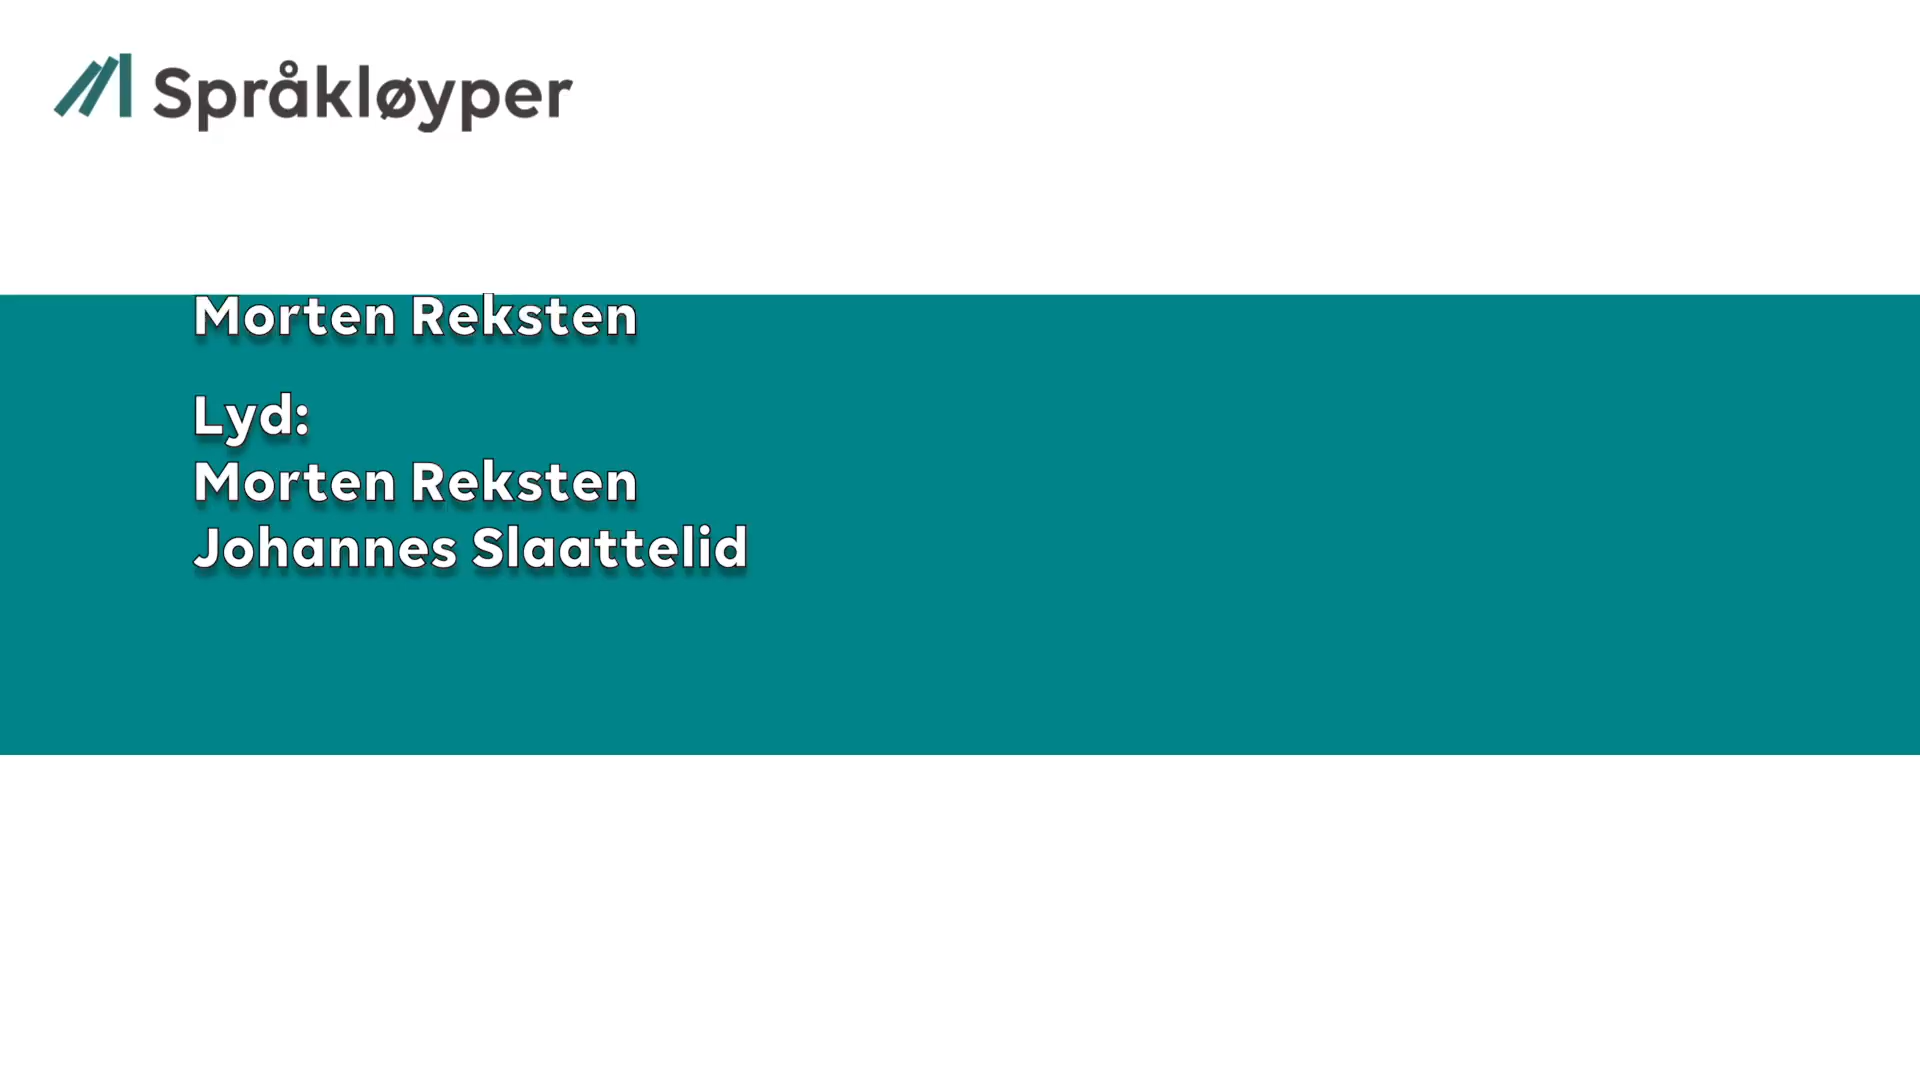 Språkløyper
Morten Reksten
Lyd:
Morten Reksten
Johannes Slaattelid